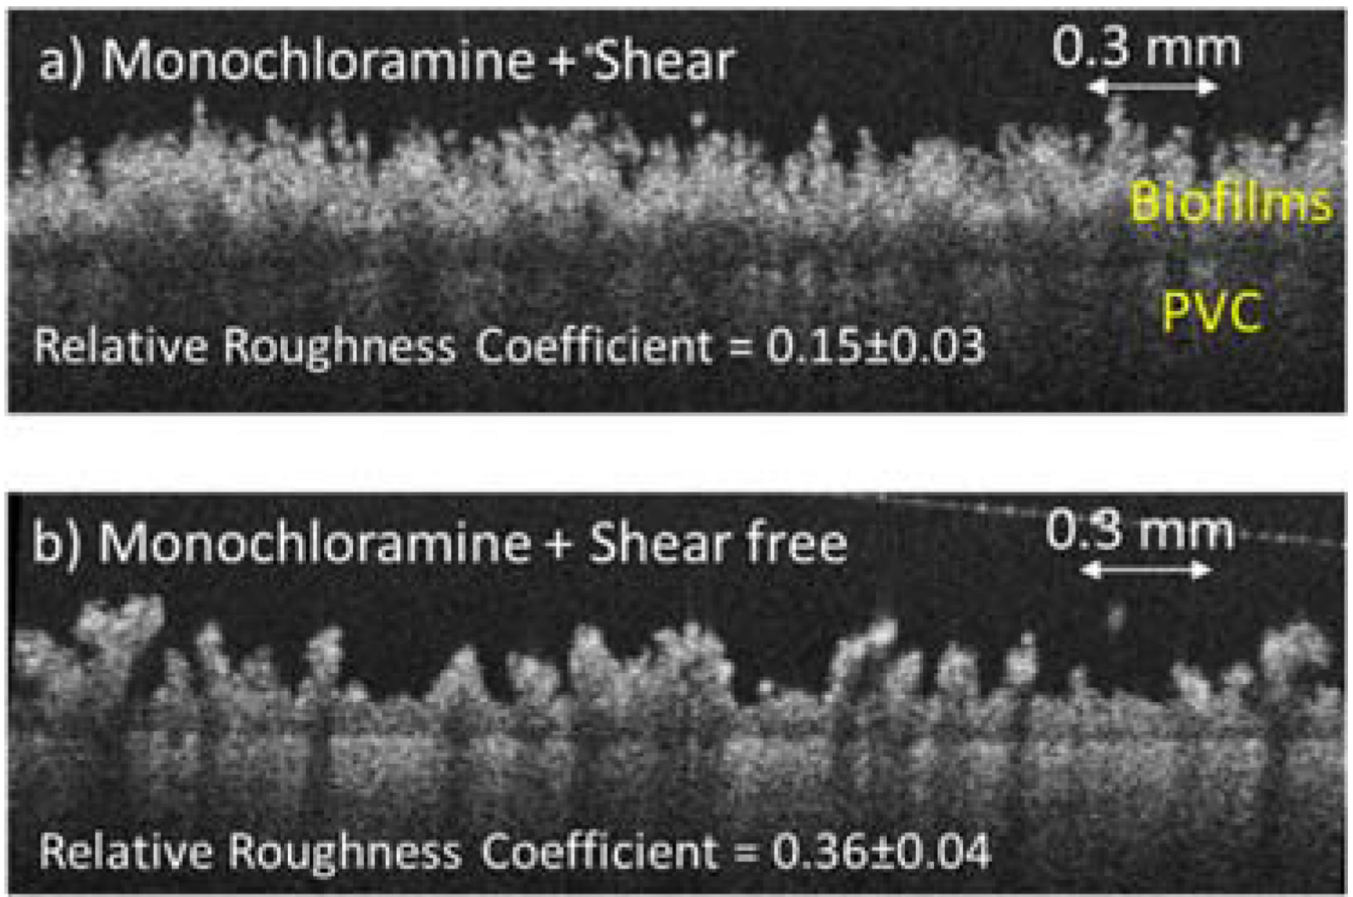 a) Monochloramine + Shear
0.3 mm
Biofilms
PVC
Relative Roughness Coefficient = 0.15±0.03
b) Monochloramine + Shear free
0.3 mm
Relative Roughness Coefficient = 0.36±0.04